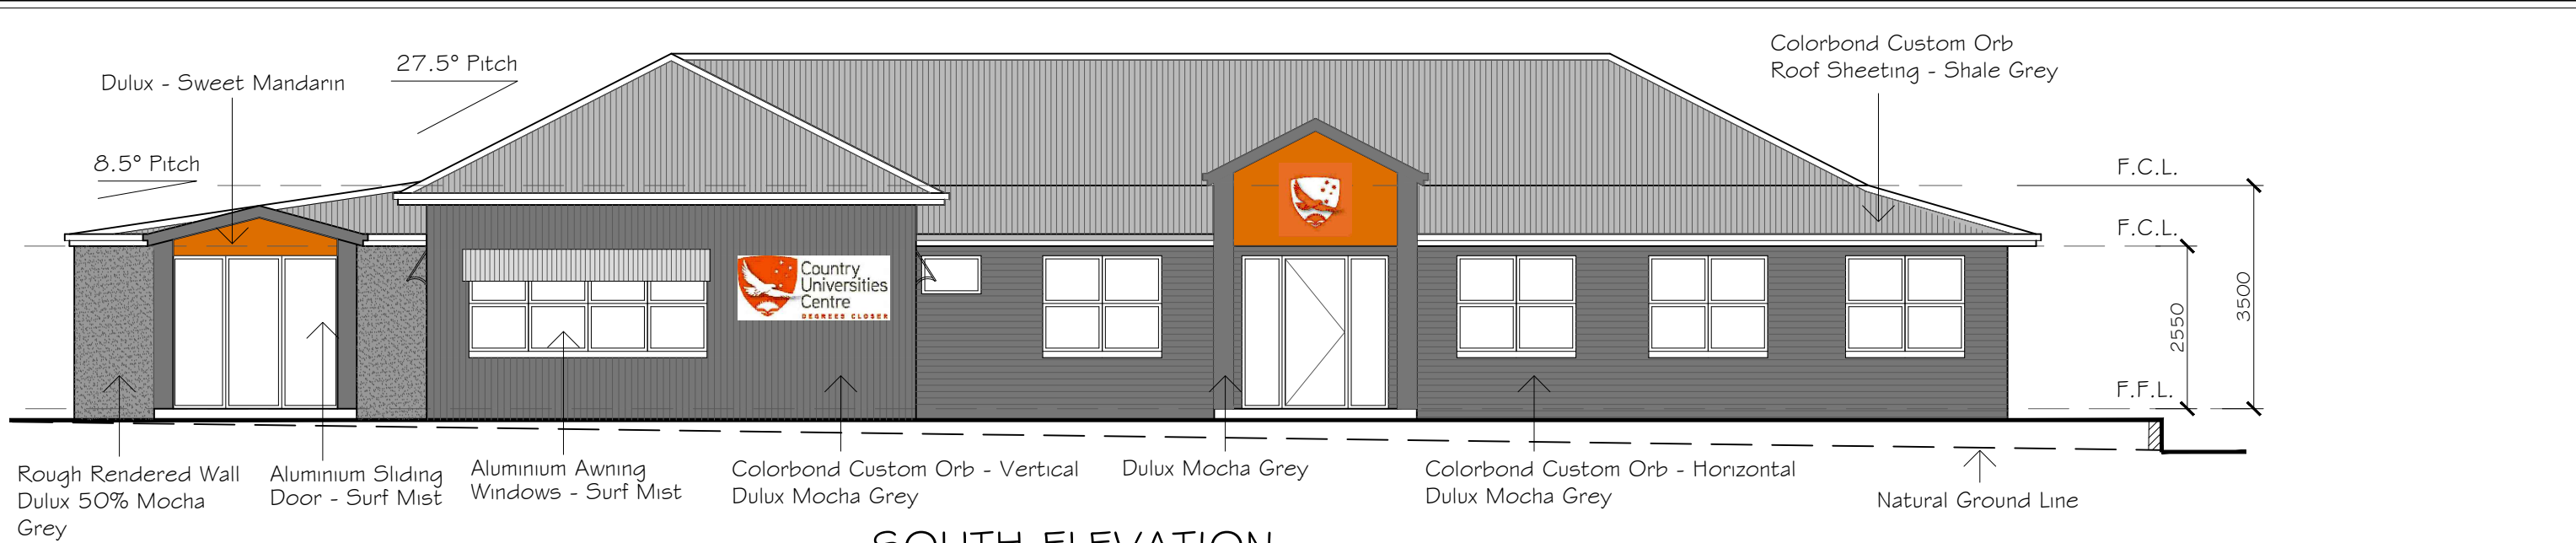 Dulux - Sweet Mandarin
27.5° Pitch
8.5° Pitch
Colorbond Custom Orb
Roof Sheeting - Shale Grey
F.C.L.
F.C.L.
F.F.L.
2550
3500
Country
Universities
Centre
DEGREES CLOSER
Rough Rendered Wall
Dulux 50% Mocha
Grey
Aluminium Sliding
Door - Surf Mist
Aluminium Awning
Windows - Surf Mist
Colorbond Custom Orb - Vertical
Dulux Mocha Grey
Dulux Mocha Grey
Colorbond Custom Orb - Horizontal
Dulux Mocha Grey
Natural Ground Line
SOUTH ELEVATION